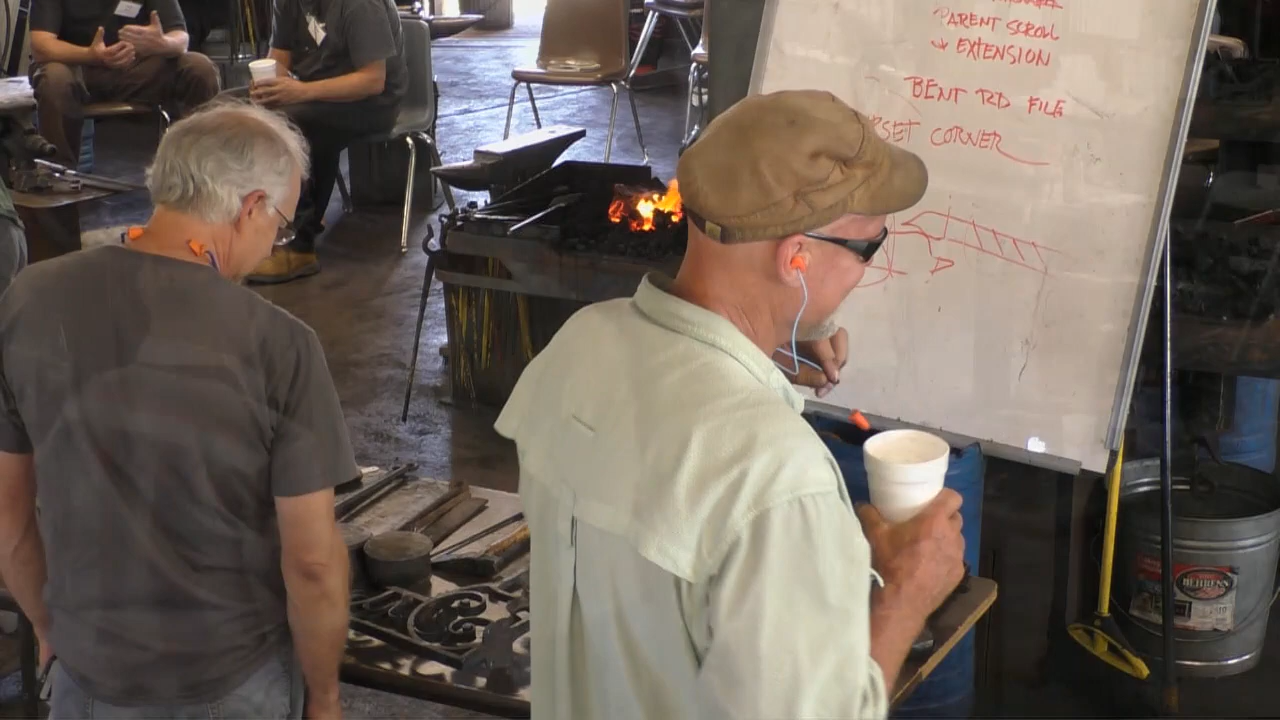 PARENT SCROLL
EXTENSION
BENT RD FILE
CORNER
BEHRENS